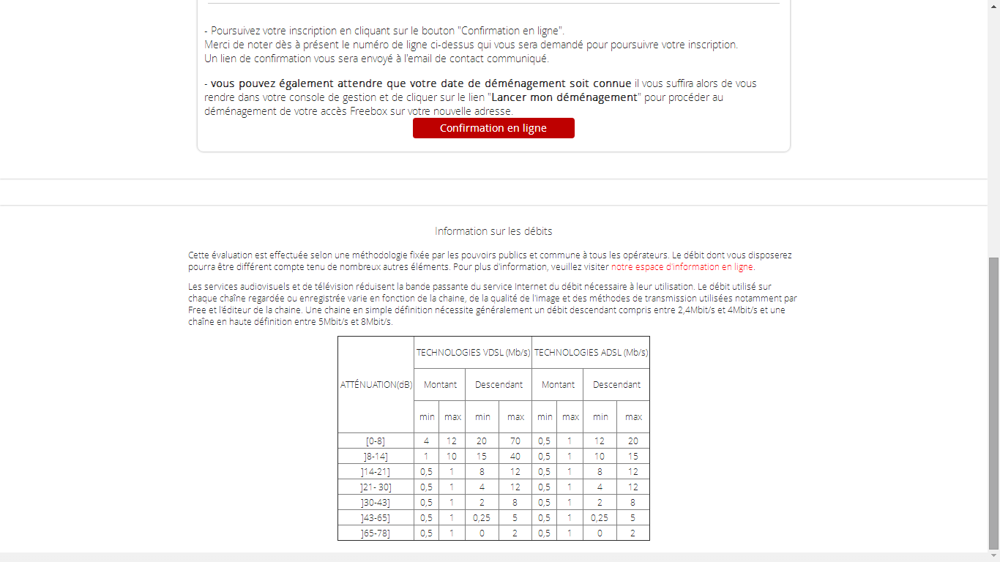 - Poursuivez votre inscription en cliquant sur le bouton "Confirmation en ligne".
Merci de noter dès à présent le numéro de ligne ci-dessus qui vous sera demandé pour poursuivre votre inscription.
Un lien de confirmation vous sera envoyé à l'email de contact communiqué.
- vous pouvez également attendre que votre date de déménagement soit connue il vous suffira alors de vous
rendre dans votre console de gestion et de cliquer sur le lien "Lancer mon déménagement" pour procéder au
déménagement de votre accès Freebox sur votre nouvelle adresse.
Confirmation en ligne
Information sur les débits
Cette évaluation est effectuée selon une méthodologie fixée par les pouvoirs publics et commune à tous les opérateurs. Le débit dont vous disposerez
pourra être différent compte tenu de nombreux autres éléments. Pour plus d'information, veuillez visiter notre espace d'information en ligne.
Les services audiovisuels et de télévision réduisent la bande passante du service Internet du débit nécessaire à leur utilisation. Le débit utilisé sur
chaque chaîne regardée ou enregistrée varie en fonction de la chaine, de la qualité de l'image et des méthodes de transmission utilisées notamment par
Free et l'éditeur de la chaine. Une chaine en simple définition nécessite généralement un débit descendant compris entre 2,4Mbit/s et 4Mbit/s et une
chaîne en haute définition entre 5Mbit/s et 8Mbit/s.
ATTÉNUATION(dB) TECHNOLOGIES VDSL (Mb/s) TECHNOLOGIES ADSL (Mb/s)
Montant Descendant Montant Descendant
min max min max min max min max
[0-8] 4 12 20 70 0,5 1 12 20
]8-14] 1 10 15 40 0,5 1 10 15
]14-21] 0,5 1 8 12 0,5 1 8 12
]21- 30] 0,5 1 4 12 0,5 1 4 12
]30-43] 0,5 1 2 8 0,5 1 2 8
]43-65] 0,5 1 0,25 5 0,5 1 0,25 5
]65-78] 0,5 1 0 2 0,5 1 0 2